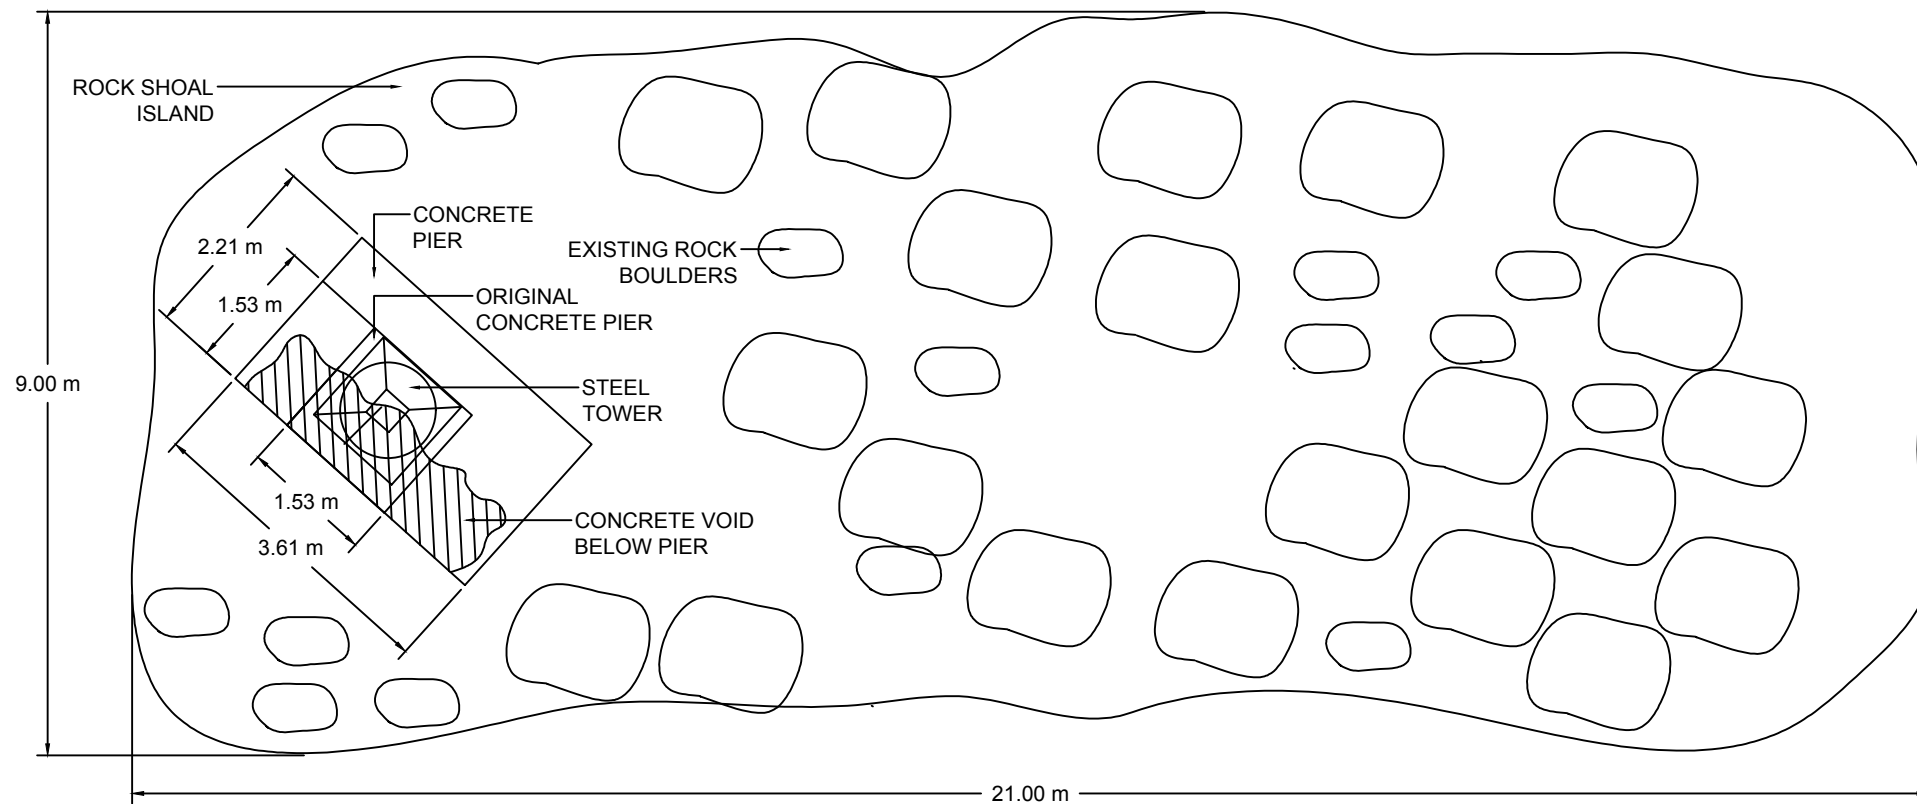 ROCK SHOAL
ISLAND
CONCRETE
PIER
2.21 m
EXISTING ROCK
BOULDERS
1.53 m
ORIGINAL
CONCRETE PIER
9.00 m
STEEL
TOWER
1.53 m
CONCRETE VOID
BELOW PIER
3.61 m
21.00 m